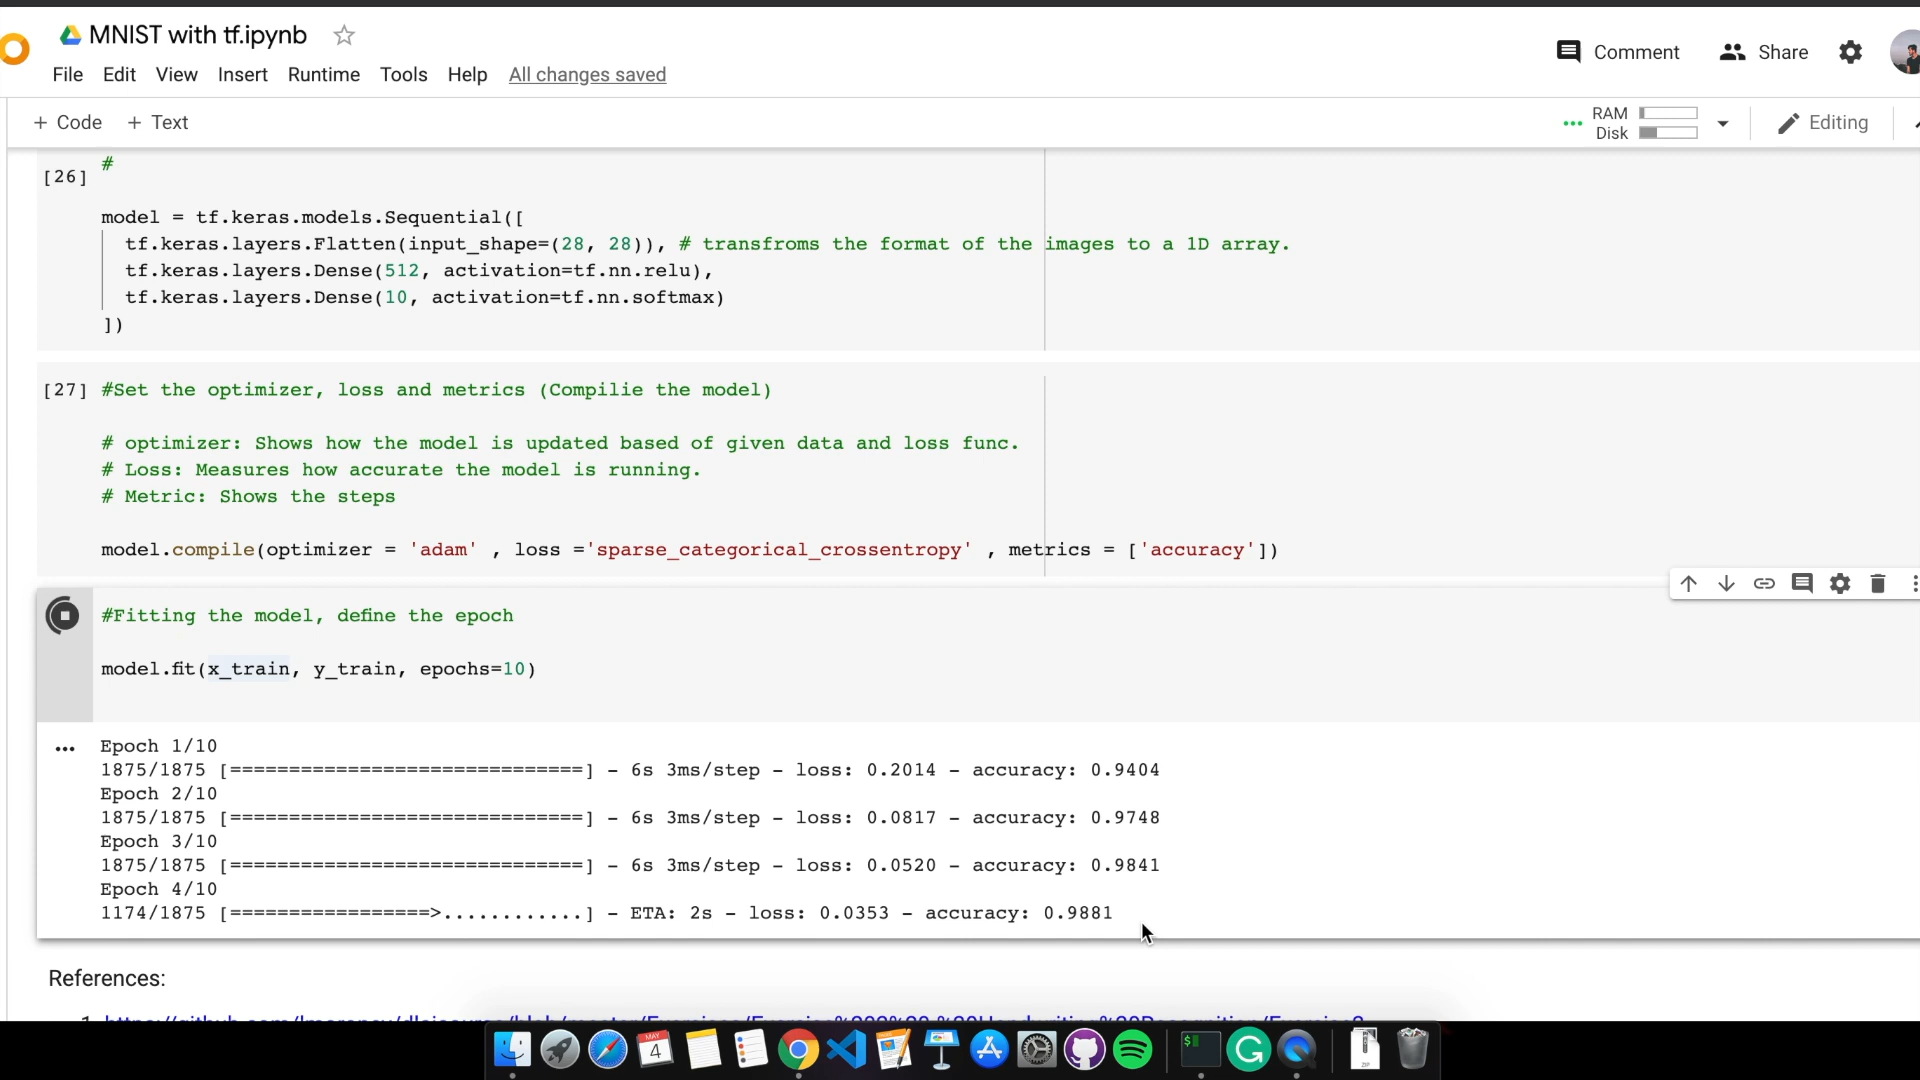 MNIST with tf.ipynb
Comment
Share
File Edit View Insert Runtime Tools Help All changes saved
+ Code + Text
RAM
Disk
Editing
#
[26]
model = tf.keras.models.Sequential([
tf.keras.layers.Flatten(input_shape=(28, 28)), # transfroms the format of the images to a 1D array.
tf.keras.layers.Dense(512, activation=tf.nn.relu),
tf.keras.layers.Dense(10, activation=tf.nn.softmax)
])
[27] #Set the optimizer, loss and metrics (Compilie the model)
# optimizer: Shows how the model is updated based of given data and loss func.
# Loss: Measures how accurate the model is running.
# Metric: Shows the steps
model.compile(optimizer = 'adam' , loss ='sparse_categorical_crossentropy' , metrics = ['accuracy'])
#Fitting the model, define the epoch
model.fit(x_train, y_train, epochs=10)
Epoch 1/10
1875/1875 [==============================] - 6s 3ms/step - loss: 0.2014 - accuracy: 0.9404
Epoch 2/10
1875/1875 [==============================] - 6s 3ms/step - loss: 0.0817 - accuracy: 0.9748
Epoch 3/10
1875/1875 [==============================] - 6s 3ms/step - loss: 0.0520 - accuracy: 0.9841
Epoch 4/10
1174/1875 [=================>............] - ETA: 2s - loss: 0.0353 - accuracy: 0.9881
References:
MAY
4
$
ZIP